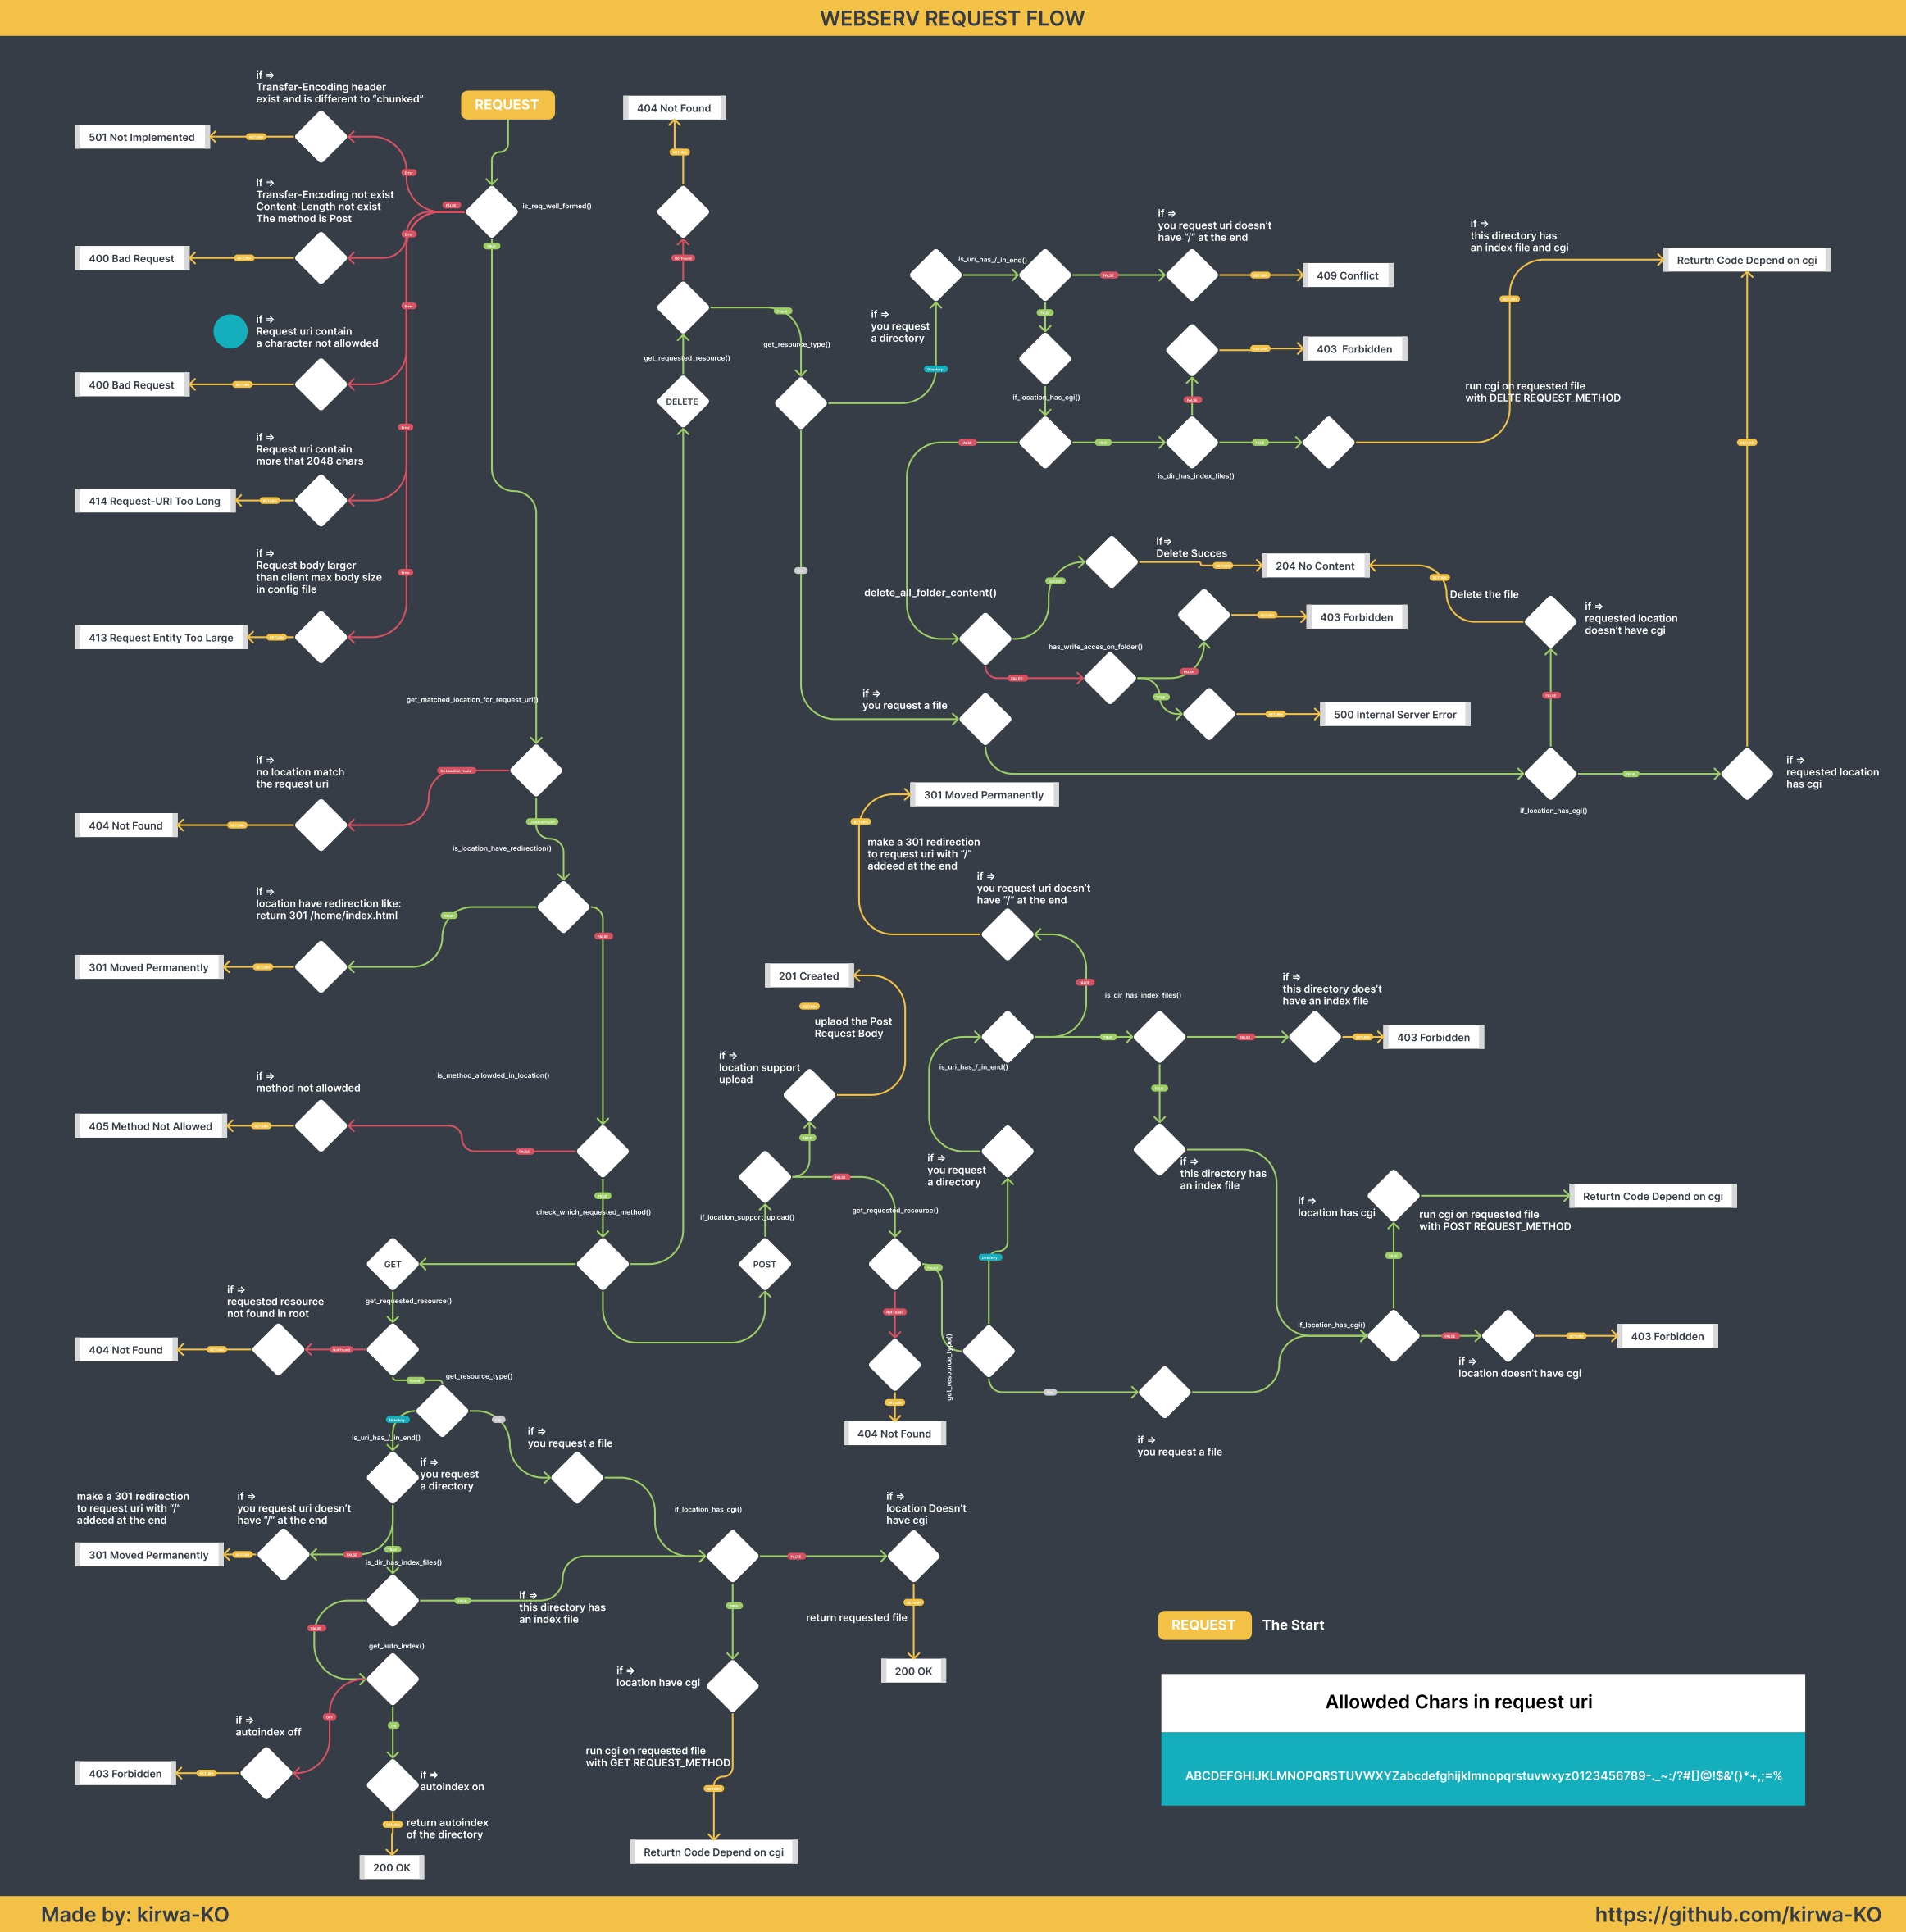 WEBSERV REQUEST FLOW
if ⇒
Transfer-Encoding header
exist and is different to “chunked”
501 Not Implemented
REQUEST
is_req_well_formed()
if ⇒
Transfer-Encoding not exist
Content-Length not exist
The method is Post
400 Bad Request
if ⇒
Request uri contain
a character not allowded
400 Bad Request
if ⇒
Request uri contain
more that 2048 chars
414 Request-URI Too Long
if ⇒
Request body larger
than client max body size
in config file
413 Request Entity Too Large
get_matched_location_for_request_uri()
if ⇒
no location match
the request uri
No Location Found
404 Not Found
is_location_have_redirection()
if ⇒
location have redirection like:
return 301 /home/index.html
301 Moved Permanently
is_method_allowded_in_location()
if ⇒
method not allowded
405 Method Not Allowed
check_which_requested_method()
404 Not Found
Not Found
get_requested_resource()
DELETE
get_resource_type()
if ⇒
you request
a directory
Directory
is_uri_has_/_in_end()
if ⇒
you request uri doesn’t
have “/” at the end
409 Conflict
403 Forbidden
if_location_has_cgi()
is_dir_has_index_files()
if ⇒
this directory has
an index file and cgi
Returtn Code Depend on cgi
run cgi on requested file
with DELTE REQUEST_METHOD
delete_all_folder_content()
if⇒
Delete Succes
204 No Content
has_write_acces_on_folder()
403 Forbidden
500 Internal Server Error
Delete the file
if ⇒
requested location
doesn’t have cgi
if ⇒
you request a file
if_location_has_cgi()
if ⇒
requested location
has cgi
301 Moved Permanently
make a 301 redirection
to request uri with “/”
addeed at the end
if ⇒
you request uri doesn’t
have “/” at the end
201 Created
RETURN
uplaod the Post
Request Body
if ⇒
location support
upload
if_location_support_upload()
POST
get_requested_resource()
Not Found
404 Not Found
get_resource_type()
Directory
if ⇒
you request
a directory
is_uri_has_/_in_end()
is_dir_has_index_files()
if ⇒
this directory does’t
have an index file
403 Forbidden
if ⇒
this directory has
an index file
if ⇒
you request a file
if_location_has_cgi()
if ⇒
location has cgi
run cgi on requested file
with POST REQUEST_METHOD
Returtn Code Depend on cgi
if ⇒
location doesn’t have cgi
403 Forbidden
GET
get_requested_resource()
if ⇒
requested resource
not found in root
Not Found
404 Not Found
get_resource_type()
Directory
is_uri_has_/_in_end()
if ⇒
you request
a directory
if ⇒
you request a file
make a 301 redirection
to request uri with “/”
addeed at the end
if ⇒
you request uri doesn’t
have “/” at the end
301 Moved Permanently
is_dir_has_index_files()
if ⇒
this directory has
an index file
if_location_has_cgi()
if ⇒
location Doesn’t
have cgi
return requested file
200 OK
if ⇒
location have cgi
run cgi on requested file
with GET REQUEST_METHOD
Returtn Code Depend on cgi
get_auto_index()
if ⇒
autoindex off
403 Forbidden
if ⇒
autoindex on
return autoindex
of the directory
200 OK
REQUEST
The Start
Allowded Chars in request uri
ABCDEFGHIJKLMNOPQRSTUVWXYZabcdefghijklmnopqrstuvwxyz0123456789-._~:/?#[]@!$&'()*+,;=%
Made by: kirwa-KO
https://github.com/kirwa-KO